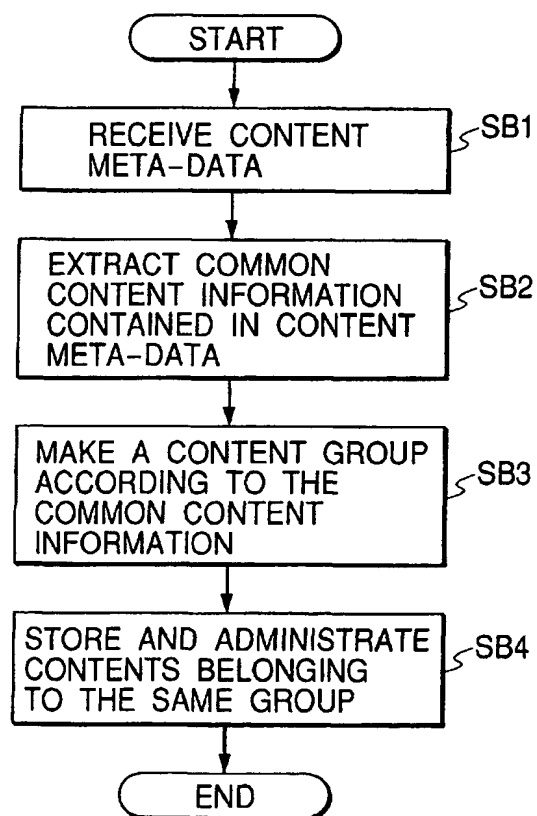 START
RECEIVE CONTENT
META-DATA
SB1
EXTRACT COMMON
CONTENT INFORMATION
CONTAINED IN CONTENT
META-DATA
SB2
MAKE A CONTENT GROUP
ACCORDING TO THE
COMMON CONTENT
INFORMATION
SB3
STORE AND ADMINISTRATE
CONTENTS BELONGING
TO THE SAME GROUP
SB4
END